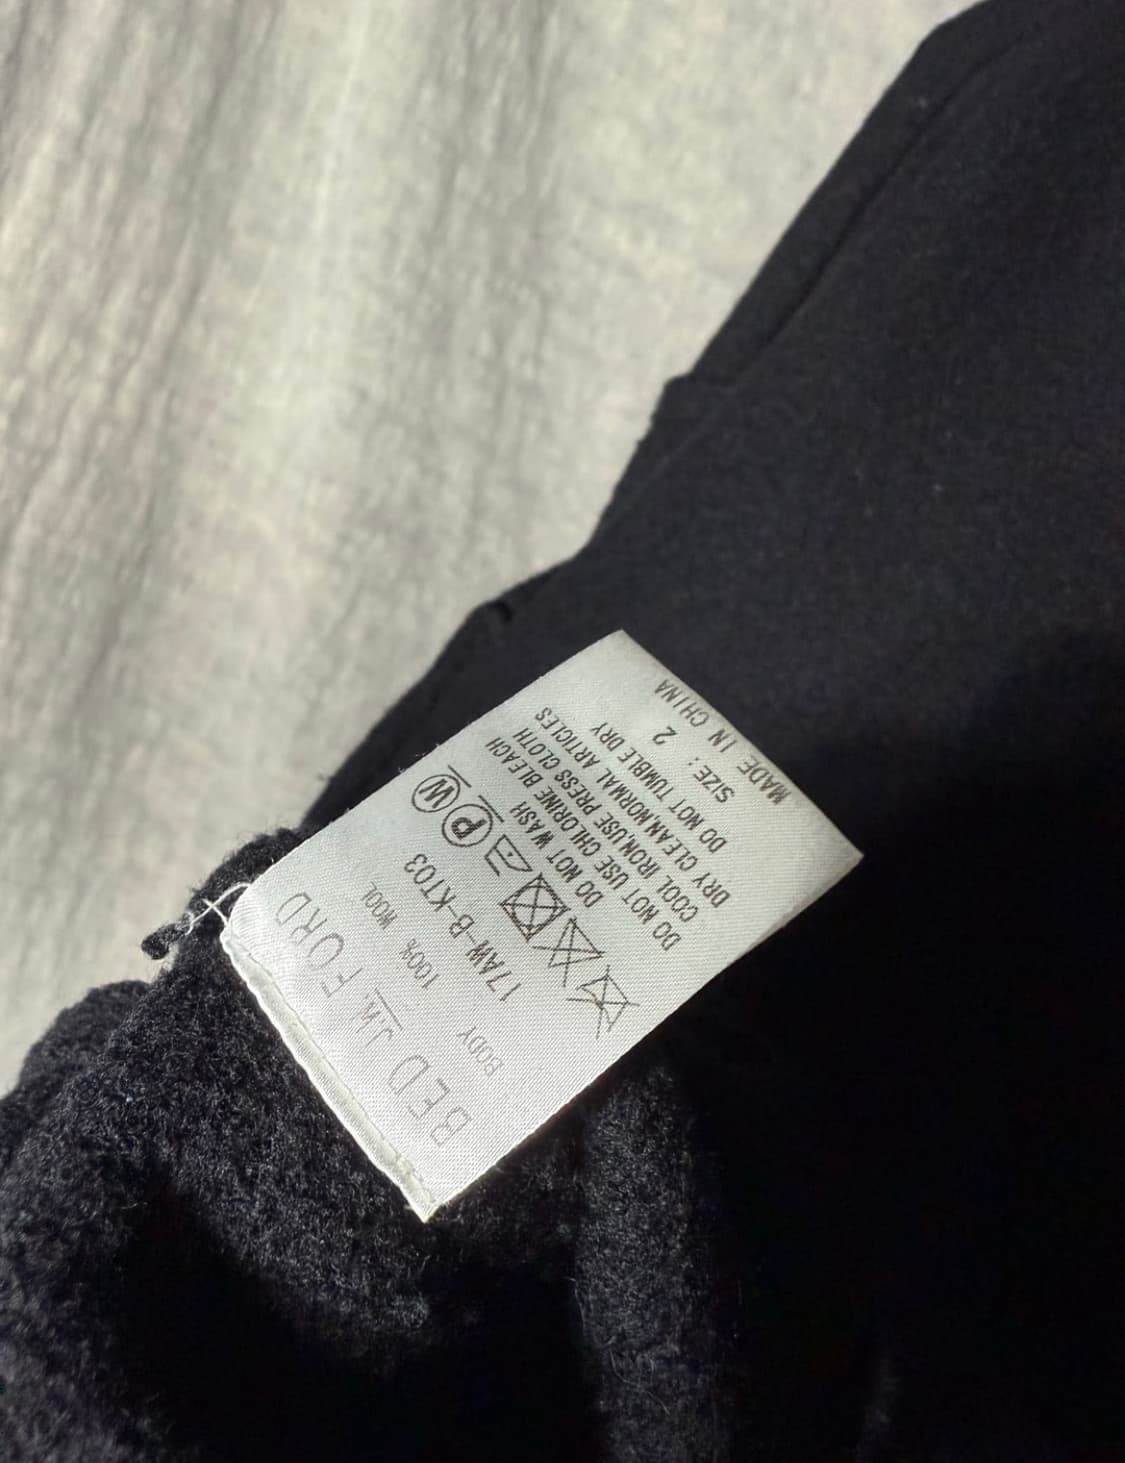 BED J.W. FORD
BODY 100% WOOL
17AW-B-KT03
W
P
DO NOT WASH
DO NOT USE CHLORINE BLEACH
COOL IRON,USE PRESS CLOTH
DRY CLEAN,NORMAL ARTICLES
DO NOT TUMBLE DRY
SIZE : 2
MADE IN CHINA